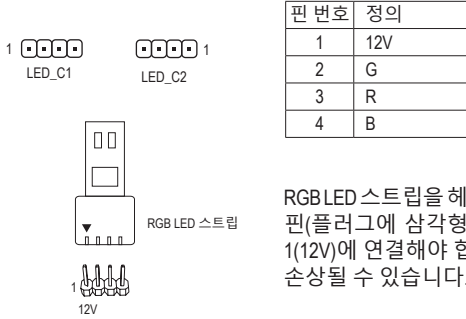 핀 번호 정의
1 12V
2 G
3 R
4 B
1
LED_C1
1
LED_C2
RGB LED 스트립
1
12V
RGB LED 스트립을 헤
핀(플러그에 삼각형
1(12V)에 연결해야 합
손상될 수 있습니다.